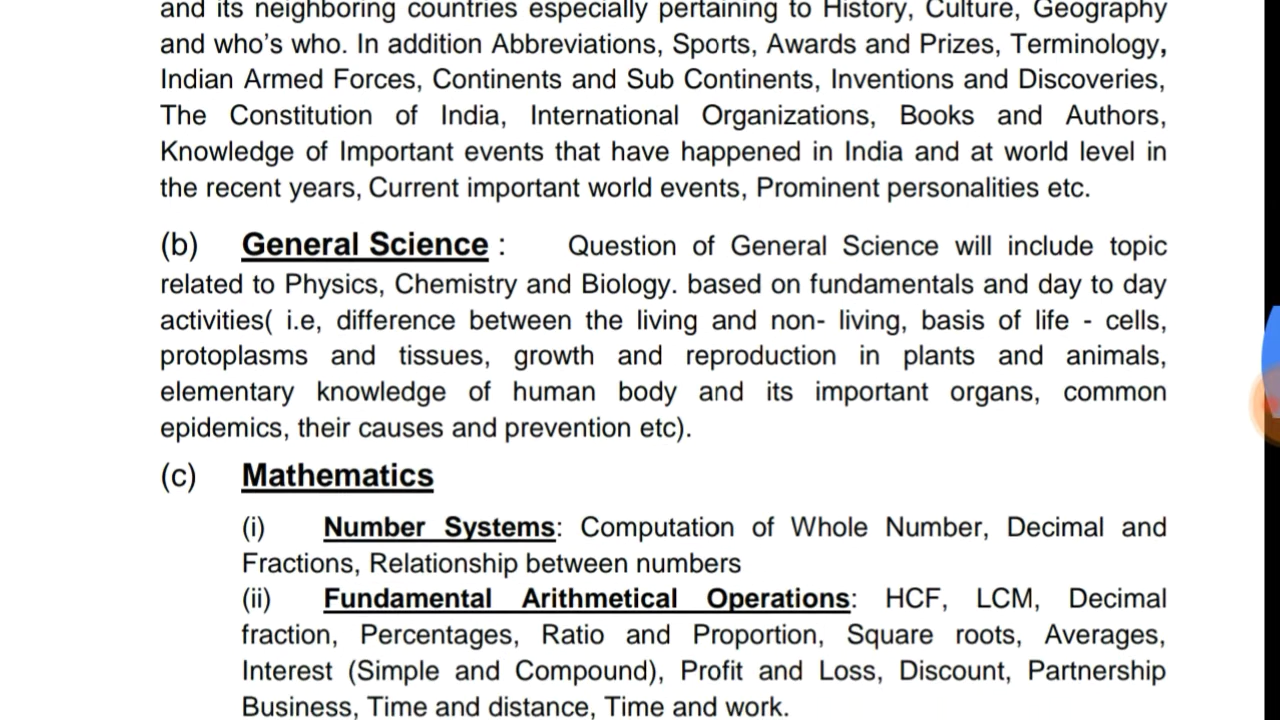 and its neighboring countries especially pertaining to History, Culture, Geography
and who's who. In addition Abbreviations, Sports, Awards and Prizes, Terminology,
Indian Armed Forces, Continents and Sub Continents, Inventions and Discoveries,
The Constitution of India, International Organizations, Books and Authors,
Knowledge of Important events that have happened in India and at world level in
the recent years, Current important world events, Prominent personalities etc.
(b) General Science : Question of General Science will include topic
related to Physics, Chemistry and Biology. based on fundamentals and day to day
activities( i.e, difference between the living and non- living, basis of life - cells,
protoplasms and tissues, growth and reproduction in plants and animals,
elementary knowledge of human body and its important organs, common
epidemics, their causes and prevention etc).
(c) Mathematics
(i) Number Systems: Computation of Whole Number, Decimal and
Fractions, Relationship between numbers
(ii) Fundamental Arithmetical Operations: HCF, LCM, Decimal
fraction, Percentages, Ratio and Proportion, Square roots, Averages,
Interest (Simple and Compound), Profit and Loss, Discount, Partnership
Business, Time and distance, Time and work.